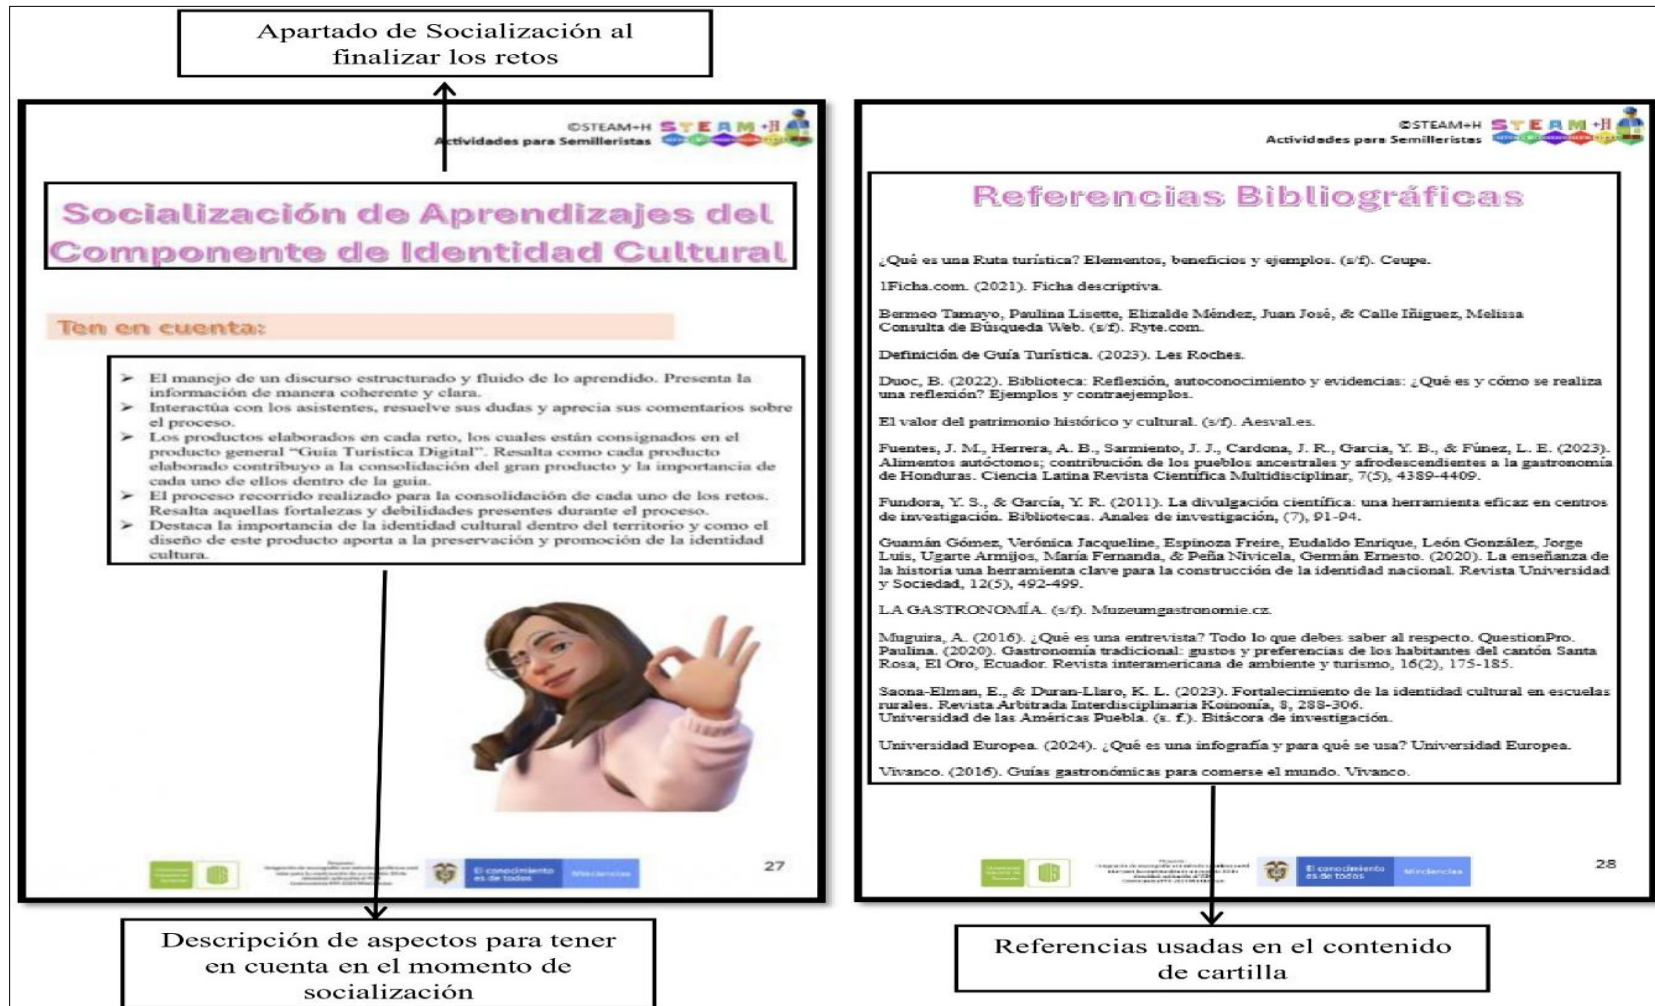 Apartado de Socialización al
finalizar los retos
©STEAM+H STEAM+H
Actividades para Semilleristas
Socialización de Aprendizajes del
Componente de Identidad Cultural
Ten en cuenta:
➢ El manejo de un discurso estructurado y fluido de lo aprendido. Presenta la
información de manera coherente y clara.
➢ Interactúa con los asistentes, resuelve sus dudas y aprecia sus comentarios sobre
el proceso.
➢ Los productos elaborados en cada reto, los cuales están consignados en el
producto general “Guía Turística Digital”. Resalta como cada producto
elaborado contribuyo a la consolidación del gran producto y la importancia de
cada uno de ellos dentro de la guía.
➢ El proceso recorrido realizado para la consolidación de cada uno de los retos.
Resalta aquellas fortalezas y debilidades presentes durante el proceso.
➢ Destaca la importancia de la identidad cultural dentro del territorio y como el
diseño de este producto aporta a la preservación y promoción de la identidad
cultura.
El conocimiento
es de todos
Minciencias
27
Descripción de aspectos para tener
en cuenta en el momento de
socialización
©STEAM+H STEAM+H
Actividades para Semilleristas
Referencias Bibliográficas
¿Qué es una Ruta turística? Elementos, beneficios y ejemplos. (s/f). Ceupe.
1Ficha.com. (2021). Ficha descriptiva.
Bermeo Tamayo, Paulina Lisette, Elizalde Méndez, Juan José, & Calle Iñiguez, Melissa
Consulta de Búsqueda Web. (s/f). Ryte.com.
Definición de Guía Turística. (2023). Les Roches.
Duoc, B. (2022). Biblioteca: Reflexión, autoconocimiento y evidencias: ¿Qué es y cómo se realiza
una reflexión? Ejemplos y contraejemplos.
El valor del patrimonio histórico y cultural. (s/f). Aesval.es.
Fuentes, J. M., Herrera, A. B., Sarmiento, J. J., Cardona, J. R., Garcia, Y. B., & Fúnez, L. E. (2023).
Alimentos autóctonos; contribución de los pueblos ancestrales y afrodescendientes a la gastronomía
de Honduras. Ciencia Latina Revista Científica Multidisciplinar, 7(5), 4389-4409.
Fundora, Y. S., & García, Y. R. (2011). La divulgación científica: una herramienta eficaz en centros
de investigación. Bibliotecas. Anales de investigación, (7), 91-94.
Guamán Gómez, Verónica Jacqueline, Espinoza Freire, Eudaldo Enrique, León González, Jorge
Luis, Ugarte Armijos, María Fernanda, & Peña Nivicela, Germán Ernesto. (2020). La enseñanza de
la historia una herramienta clave para la construcción de la identidad nacional. Revista Universidad
y Sociedad, 12(5), 492-499.
LA GASTRONOMÍA. (s/f). Muzeumgastronomie.cz.
Muguira, A. (2016). ¿Qué es una entrevista? Todo lo que debes saber al respecto. QuestionPro.
Paulina. (2020). Gastronomía tradicional: gustos y preferencias de los habitantes del cantón Santa
Rosa, El Oro, Ecuador. Revista interamericana de ambiente y turismo, 16(2), 175-185.
Saona-Elman, E., & Duran-Llaro, K. L. (2023). Fortalecimiento de la identidad cultural en escuelas
rurales. Revista Arbitrada Interdisciplinaria Koinonía, 8, 288-306.
Universidad de las Américas Puebla. (s. f.). Bitácora de investigación.
Universidad Europea. (2024). ¿Qué es una infografía y para qué se usa? Universidad Europea.
Vivanco. (2016). Guías gastronómicas para comerse el mundo. Vivanco.
El conocimiento
es de todos
Minciencias
28
Referencias usadas en el contenido
de cartilla